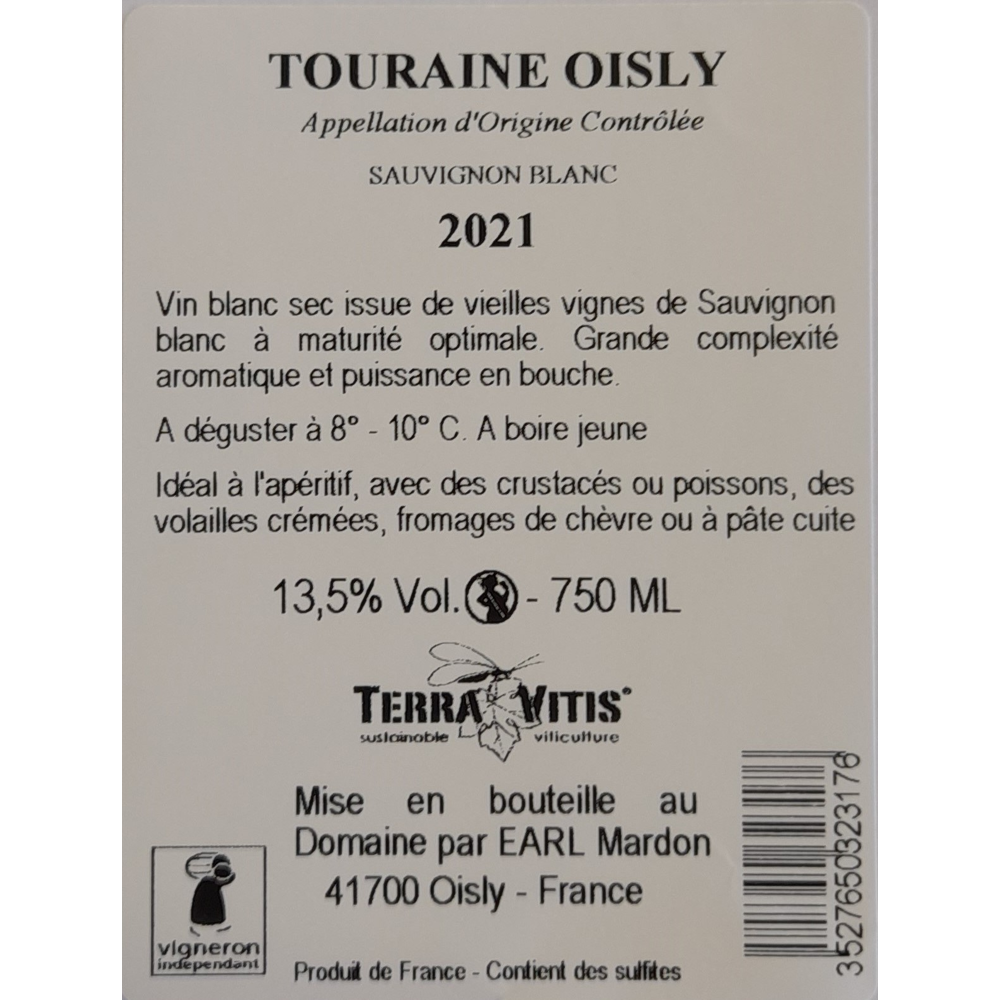 TOURAINE OISLY
Appellation d'Origine Contrôlée
SAUVIGNON BLANC
2021
Vin blanc sec issue de vieilles vignes de Sauvignon
blanc à maturité optimale. Grande complexité
aromatique et puissance en bouche.
A déguster à 8° - 10° C. A boire jeune
Idéal à l'apéritif, avec des crustacés ou poissons, des
volailles crémées, fromages de chèvre ou à pâte cuite
13,5% Vol. - 750 ML
TERRA VITIS®
sustainable viticulture
Mise en bouteille au
Domaine par EARL Mardon
41700 Oisly - France
vigneron
indépendant
Produit de France - Contient des sulfites
3527650323176